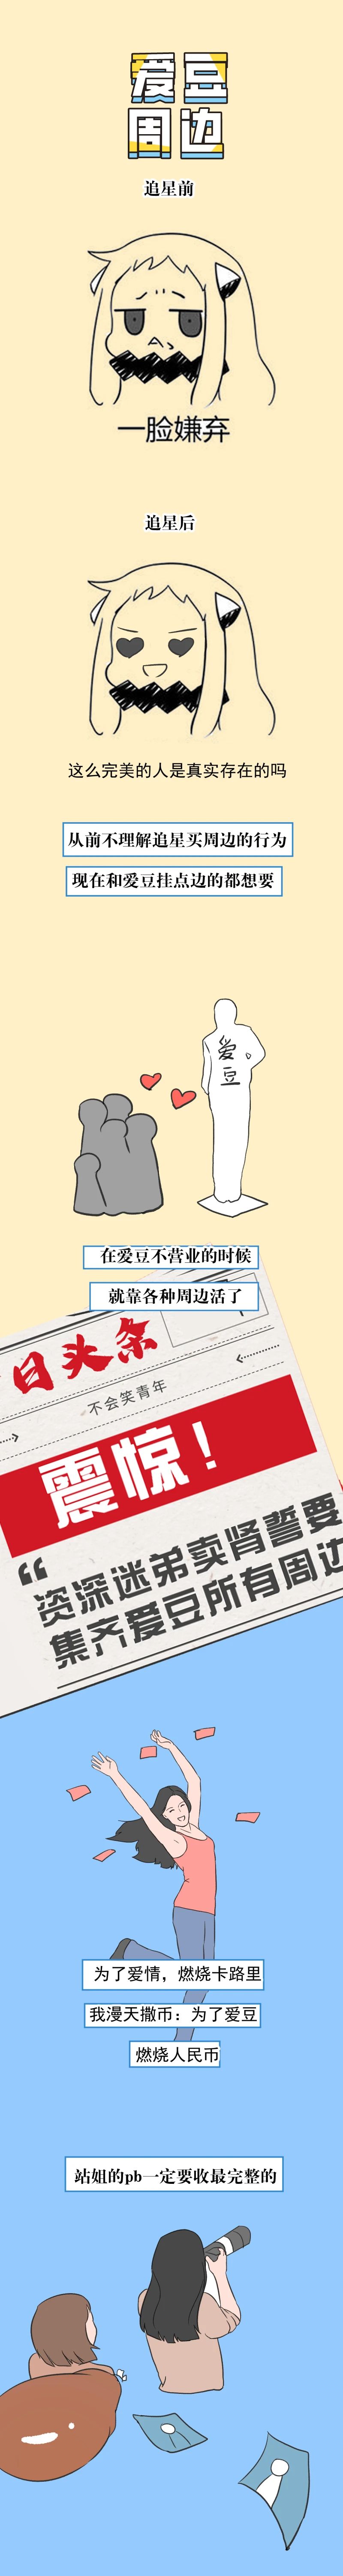 爱豆
周边
追星前
一脸嫌弃
追星后
这么完美的人是真实存在的吗
从前不理解追星买周边的行为
现在和爱豆挂点边的都想要
爱
豆
在爱豆不营业的时候
就靠各种周边活了
日头条
不会笑青年
震惊！
“资深迷弟卖肾誓要
集齐爱豆所有周边
为了爱情，燃烧卡路里
我漫天撒币：为了爱豆
燃烧人民币
站姐的pb一定要收最完整的